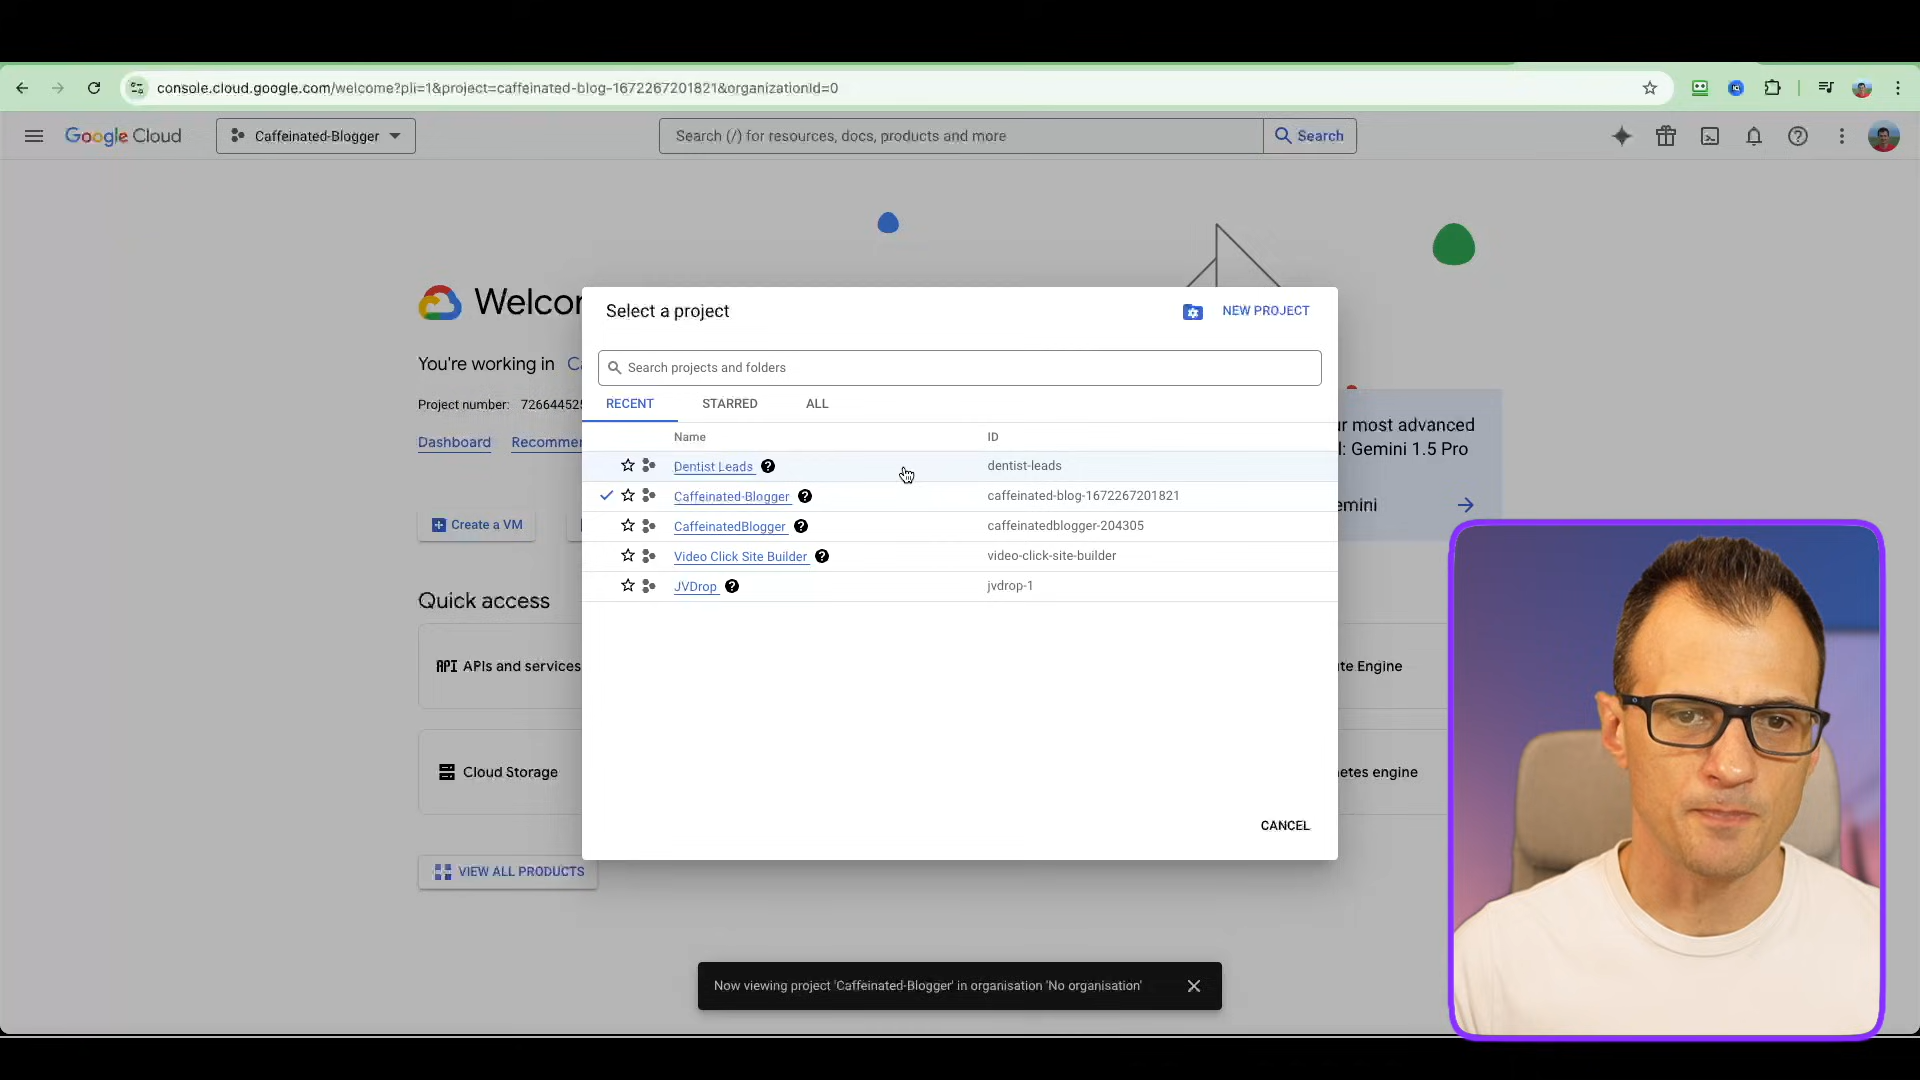 console.cloud.google.com/welcome?pli=1&project=caffeinated-blog-1672267201821&organizationId=0
Google Cloud
Caffeinated-Blogger
Search (/) for resources, docs, products and more
Search
Welco
You're working in
Project number: 72664452
Dashboard
Recommen
Create a VM
Quick access
API APIs and services
Cloud Storage
VIEW ALL PRODUCTS
Select a project
NEW PROJECT
Search projects and folders
RECENT
STARRED
ALL
Name
ID
Dentist Leads
dentist-leads
Caffeinated-Blogger
caffeinated-blog-1672267201821
CaffeinatedBlogger
caffeinatedblogger-204305
Video Click Site Builder
video-click-site-builder
JVDrop
jvdrop-1
CANCEL
ur most advanced
l: Gemini 1.5 Pro
emini
te Engine
etes engine
Now viewing project 'Caffeinated-Blogger' in organisation 'No organisation'